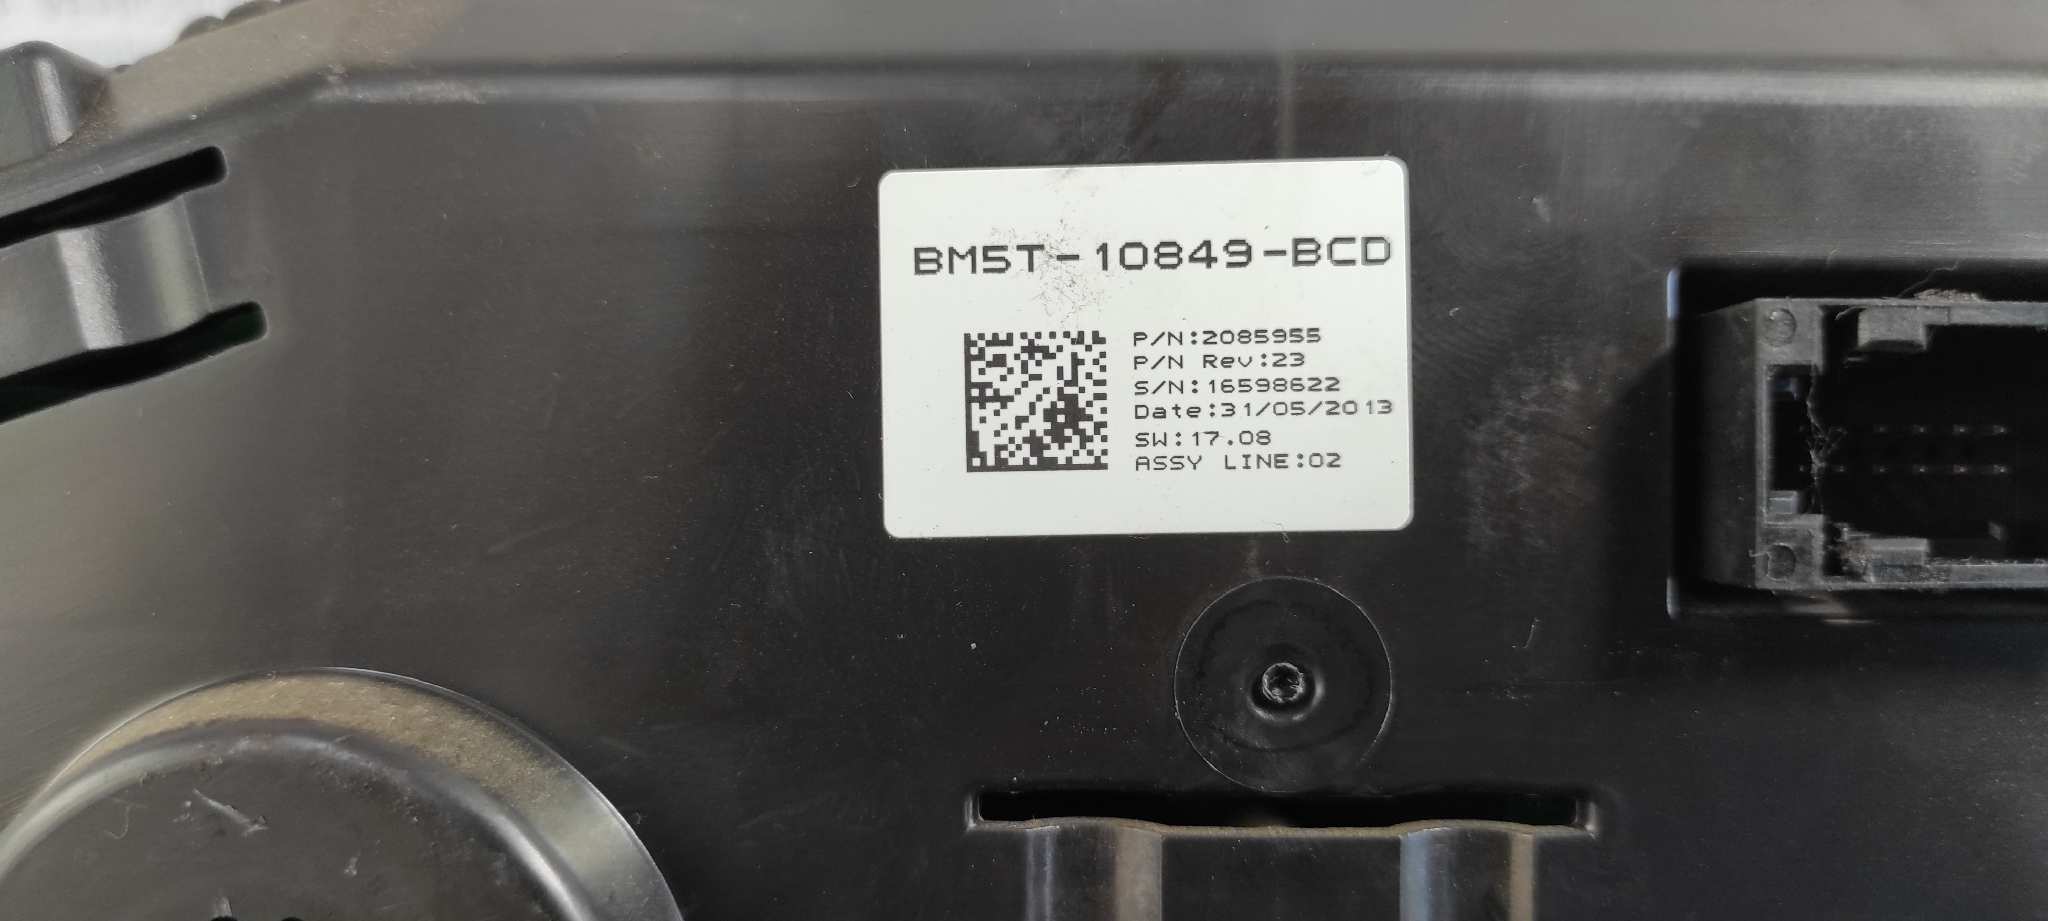 BM5T-10849-BCD
P/N:2085955
P/N Rev:23
S/N:16598622
Date:31/05/2013
SW:17.08
ASSY LINE:02